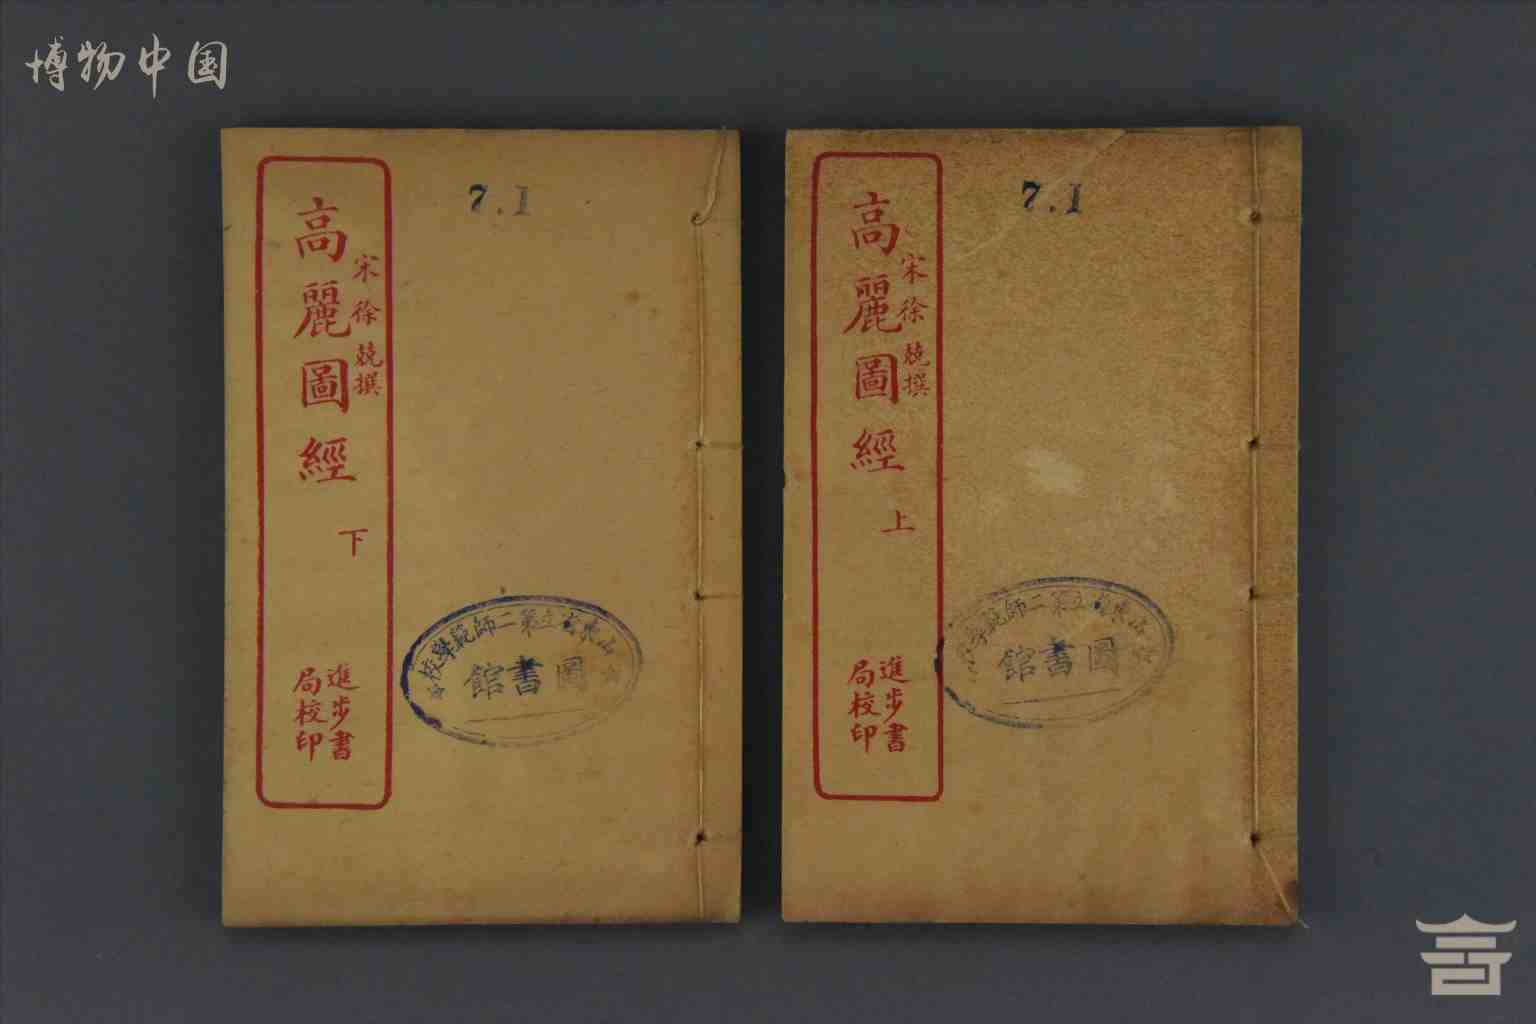 博物中国
7.1
宋徐兢撰
高麗圖經
上
進步書
局校印
山東省立第二師範學校
圖書館
7.1
宋徐兢撰
高麗圖經
下
進步書
局校印
山東省立第二師範學校
圖書館